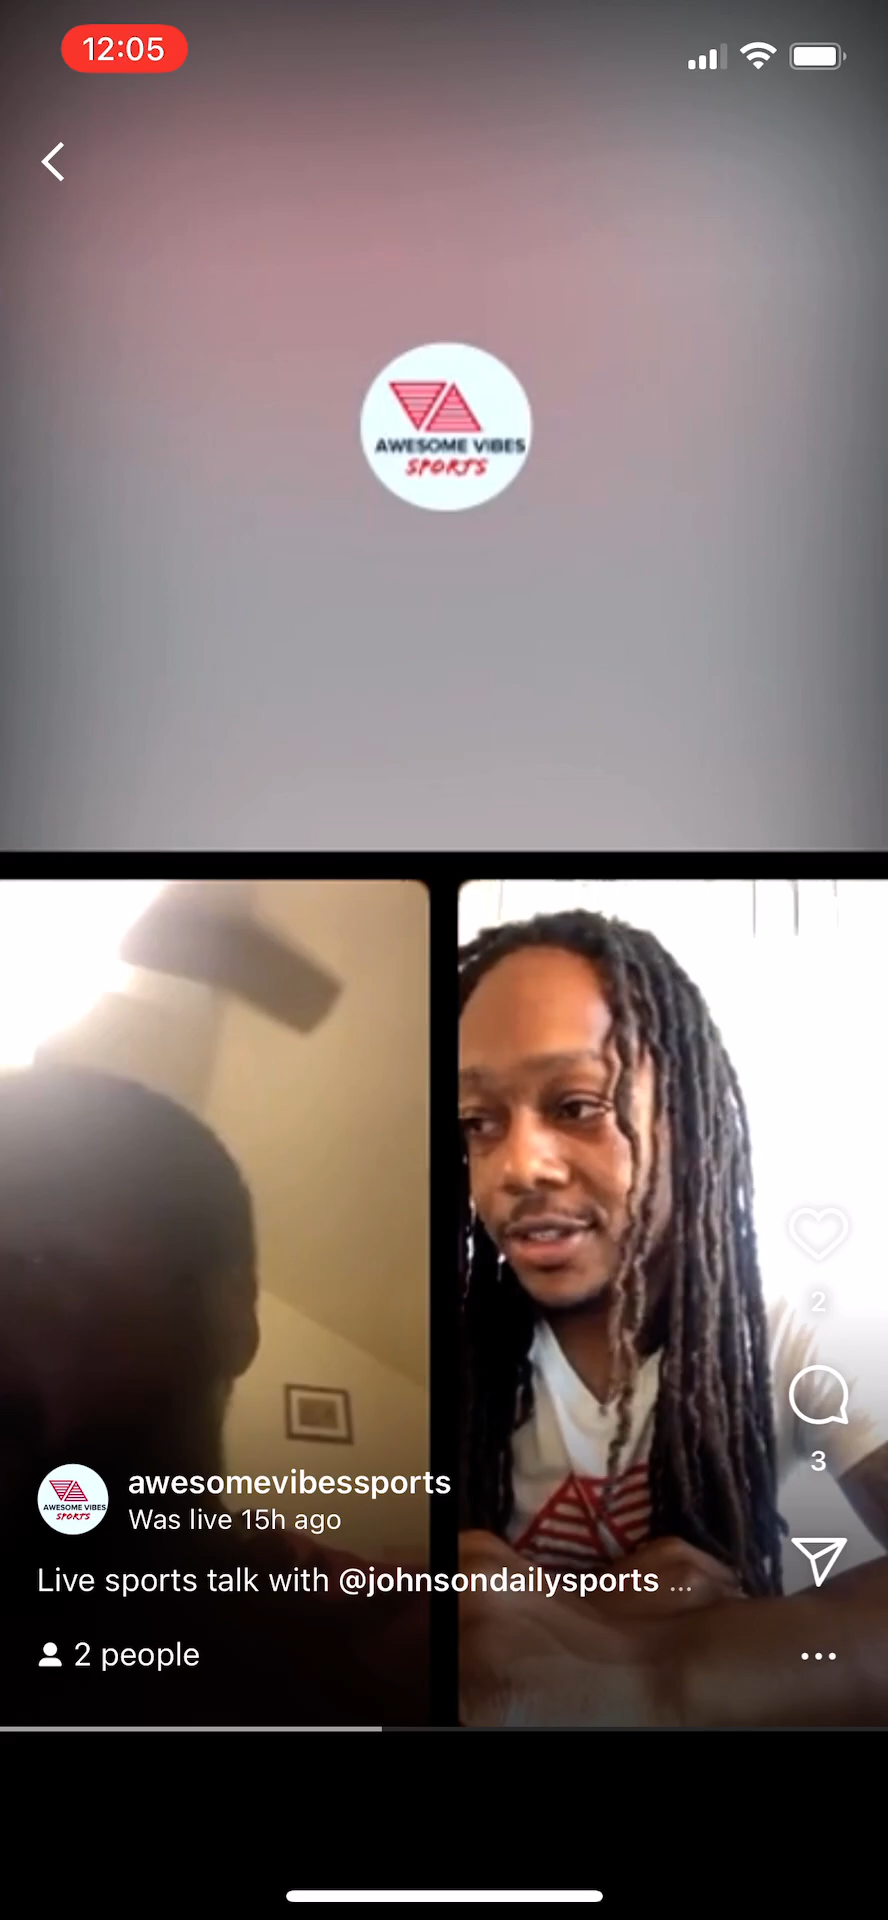 12:05
AWESOME VIBES
SPORTS
2
3
AWESOME VIBES
SPORTS
awesomevibessports
Was live 15h ago
Live sports talk with @johnsondailysports ...
2 people